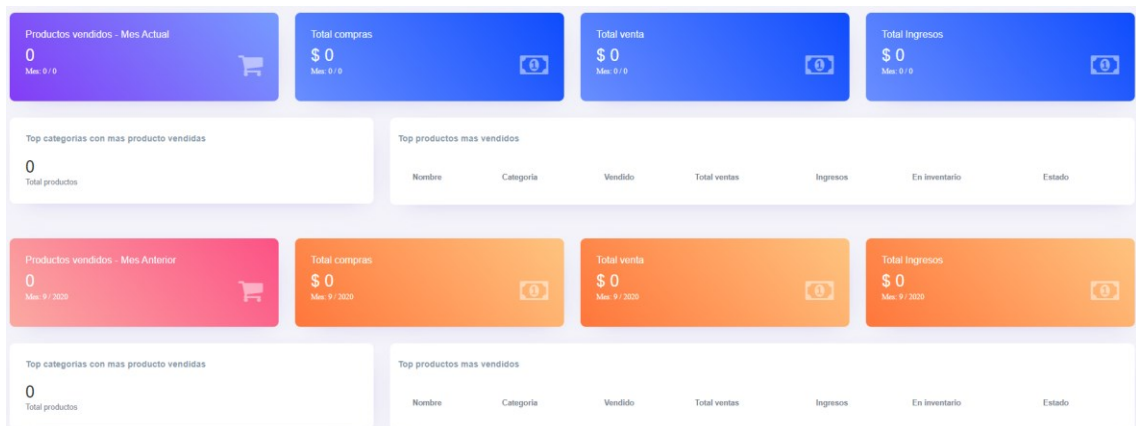 Productos vendidos - Mes Actual
0
Mes: 0 / 0
Total compras
$ 0
Mes: 0 / 0
Total venta
$ 0
Mes: 0 / 0
Total Ingresos
$ 0
Mes: 0 / 0
Top categorias con mas producto vendidas
0
Total productos
Top productos mas vendidos
Nombre Categoria Vendido Total ventas Ingresos En inventario Estado
Productos vendidos - Mes Anterior
0
Mes: 9 / 2020
Total compras
$ 0
Mes: 9 / 2020
Total venta
$ 0
Mes: 9 / 2020
Total Ingresos
$ 0
Mes: 9 / 2020
Top categorias con mas producto vendidas
0
Total productos
Top productos mas vendidos
Nombre Categoria Vendido Total ventas Ingresos En inventario Estado